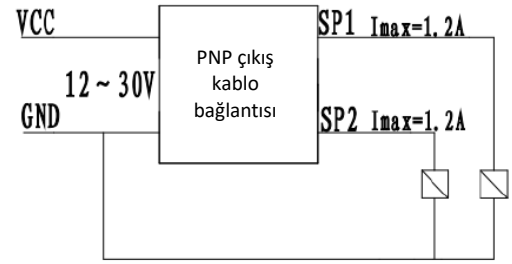 VCC
12 ~ 30V
GND
PNP çıkış
kablo
bağlantısı
SP1 Imax=1.2A
SP2 Imax=1.2A